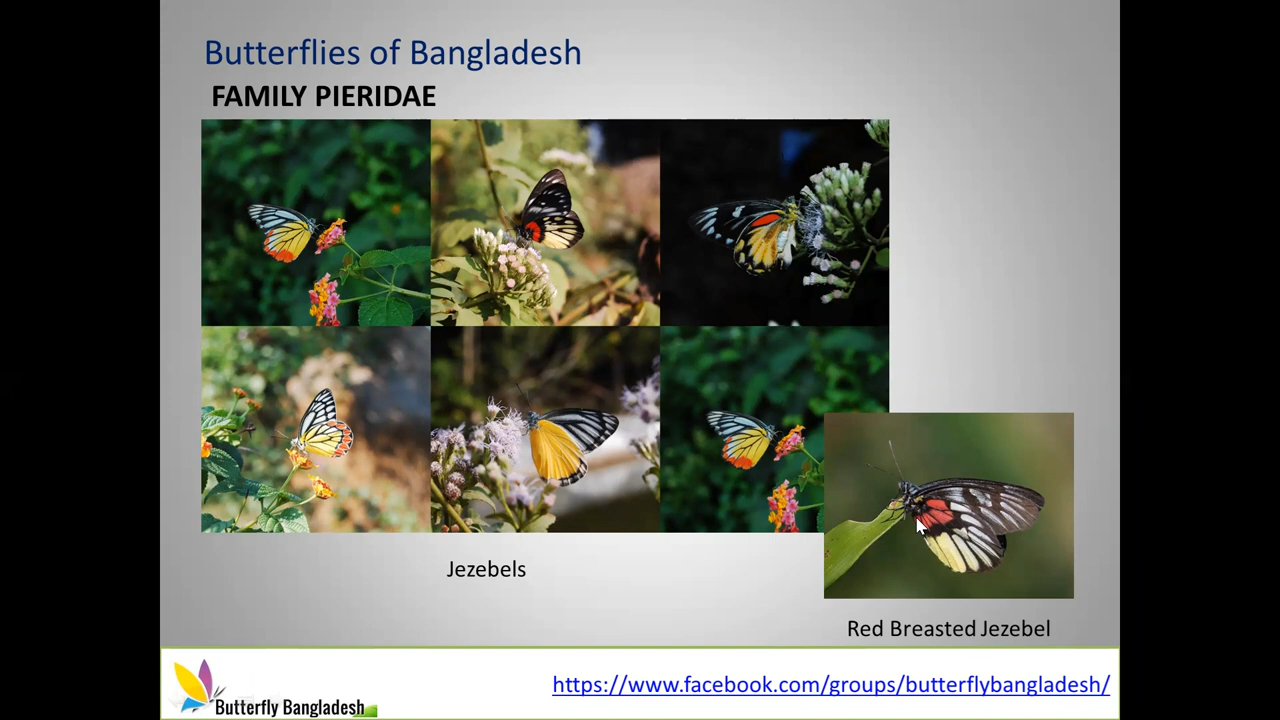 Butterflies of Bangladesh
FAMILY PIERIDAE
Jezebels
Red Breasted Jezebel
Butterfly Bangladesh
https://www.facebook.com/groups/butterflybangladesh/